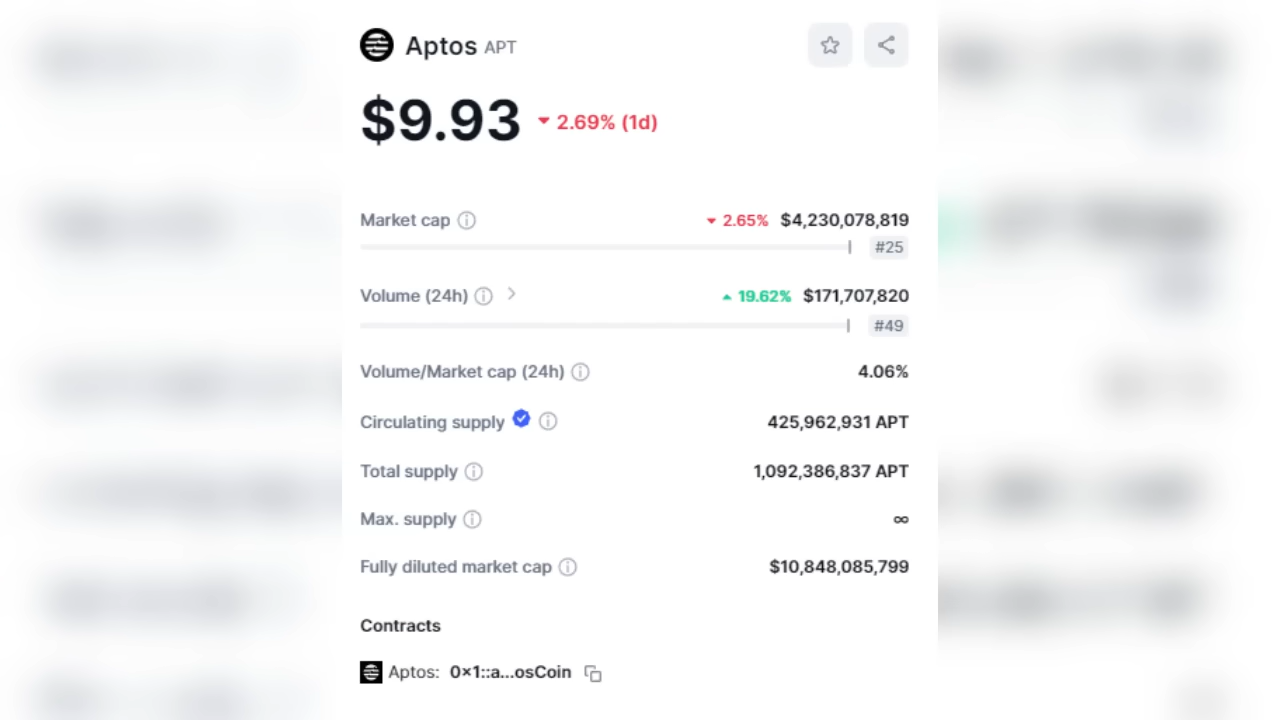 Aptos APT
$9.93 2.69% (1d)
Market cap 2.65% $4,230,078,819
#25
Volume (24h) 19.62% $171,707,820
#49
Volume/Market cap (24h) 4.06%
Circulating supply 425,962,931 APT
Total supply 1,092,386,837 APT
Max. supply ∞
Fully diluted market cap $10,848,085,799
Contracts
Aptos: 0×1::a...osCoin